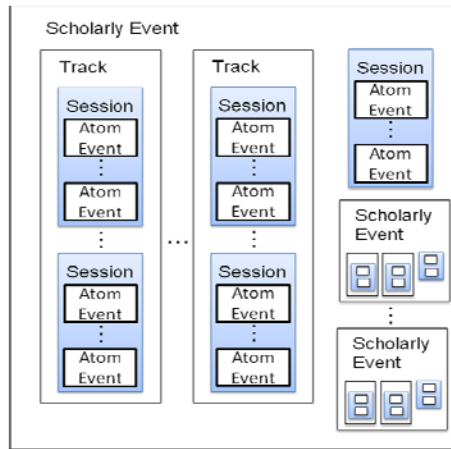 Scholarly Event
Track
Session
Atom
Event
Atom
Event
Session
Atom
Event
Atom
Event
Track
Session
Atom
Event
Atom
Event
Session
Atom
Event
Atom
Event
Session
Atom
Event
Atom
Event
Scholarly
Event
Scholarly
Event